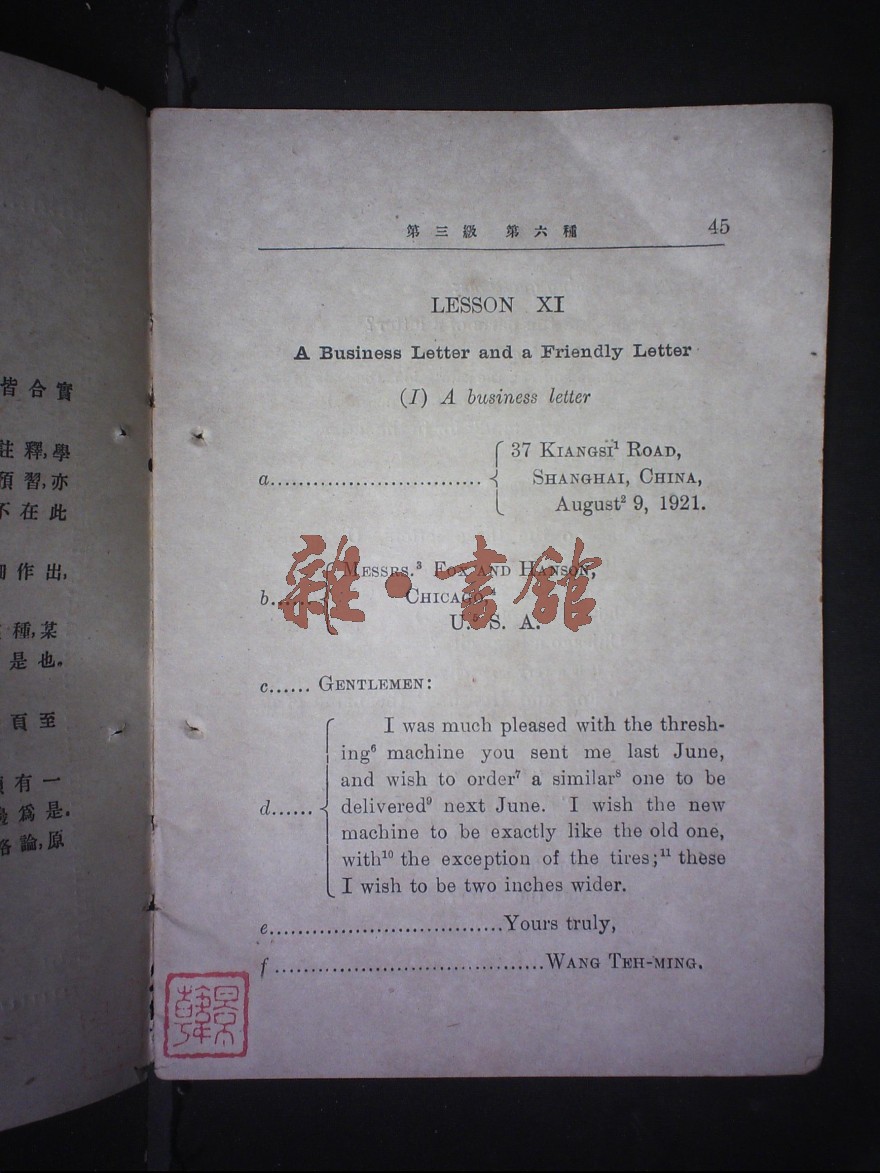 實合皆
註釋,學
預習,亦
不在此
作出,
種,某
是也。
頁至
有一
爲是。
論,原
第三級 第六種 45
LESSON XI
A Business Letter and a Friendly Letter
(I) A business letter
a.............................. 37 KIANGSI¹ ROAD,
SHANGHAI, CHINA,
August² 9, 1921.
b...... MESSRS.³ FOX AND HANSON,
CHICAGO,⁴
U.⁵ S. A.
c...... GENTLEMEN:
I was much pleased with the thresh-
ing⁶ machine you sent me last June,
and wish to order⁷ a similar⁸ one to be
d...... delivered⁹ next June. I wish the new
machine to be exactly like the old one,
with¹⁰ the exception of the tires;¹¹ these
I wish to be two inches wider.
e.................................Yours truly,
f......................................WANG TEH-MING.
雜·書館